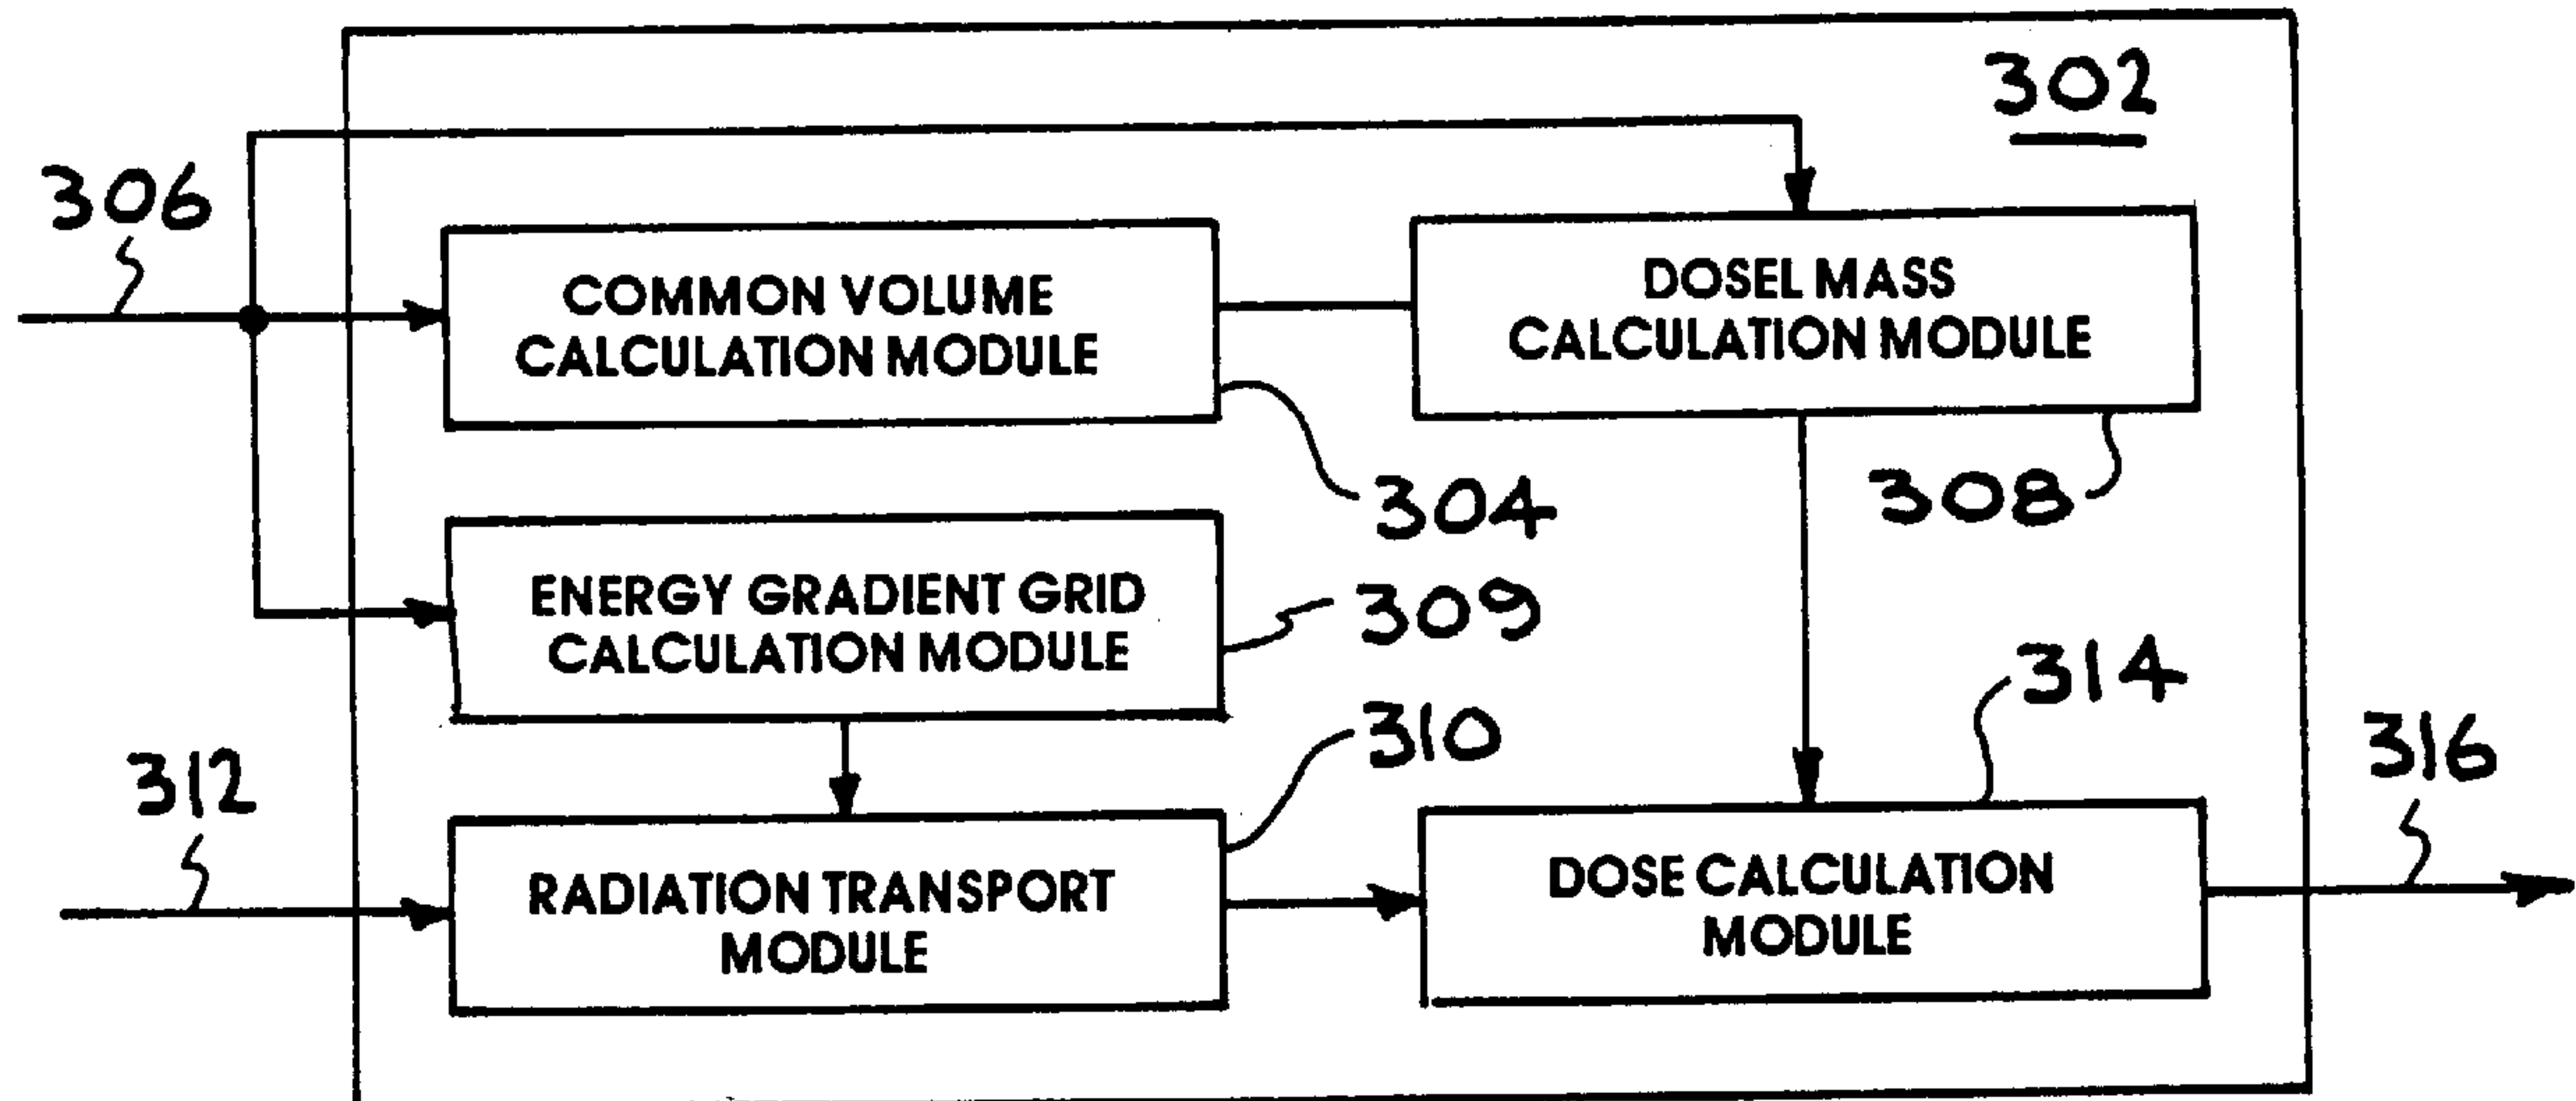 302
306
COMMON VOLUME
CALCULATION MODULE
DOSEL MASS
CALCULATION MODULE
304
308
ENERGY GRADIENT GRID
CALCULATION MODULE
309
314
310
316
312
RADIATION TRANSPORT
MODULE
DOSE CALCULATION
MODULE